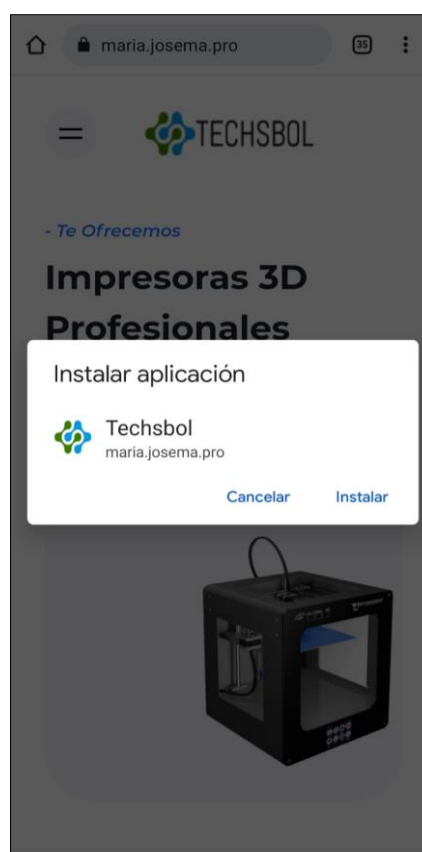 maria.josema.pro
35
TECHSBOL
- Te Ofrecemos
Impresoras 3D
Profesionales
Instalar aplicación
Techsbol
maria.josema.pro
Cancelar
Instalar